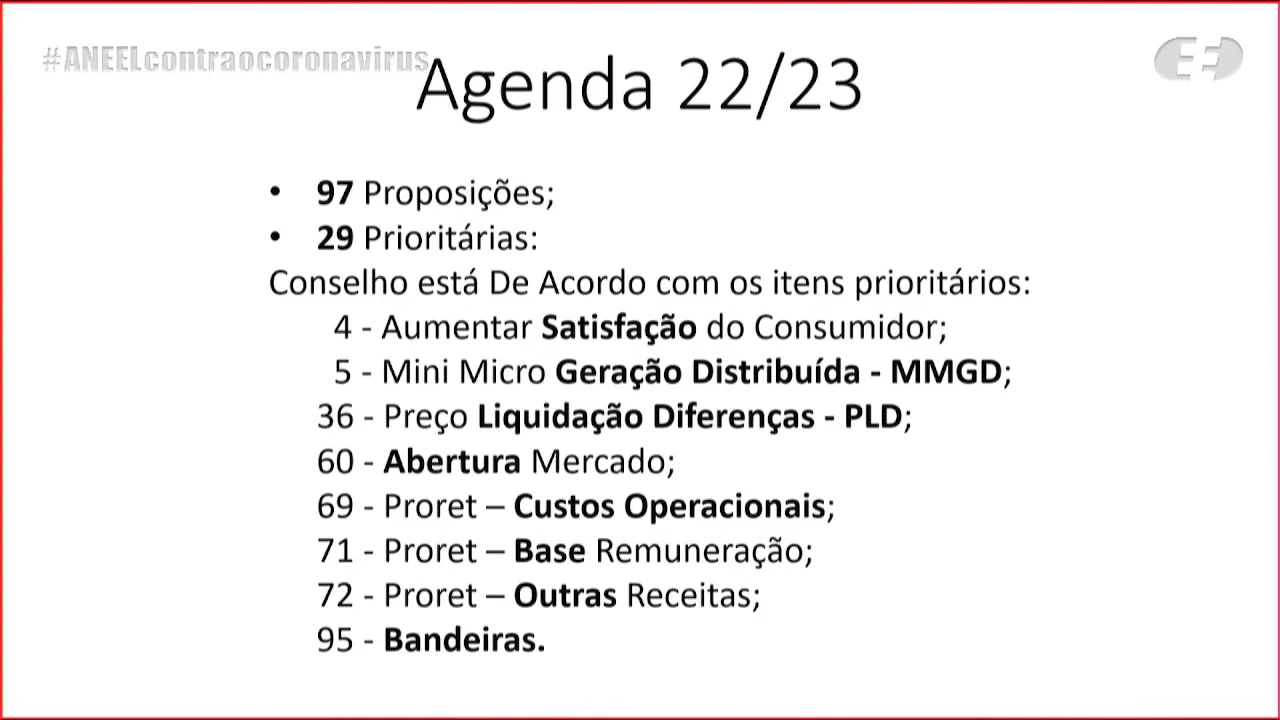 #ANEELcontraocoronavirus
Agenda 22/23
• 97 Proposições;
• 29 Prioritárias:
Conselho está De Acordo com os itens prioritários:
4 - Aumentar Satisfação do Consumidor;
5 - Mini Micro Geração Distribuída - MMGD;
36 - Preço Liquidação Diferenças - PLD;
60 - Abertura Mercado;
69 - Proret – Custos Operacionais;
71 - Proret – Base Remuneração;
72 - Proret – Outras Receitas;
95 - Bandeiras.